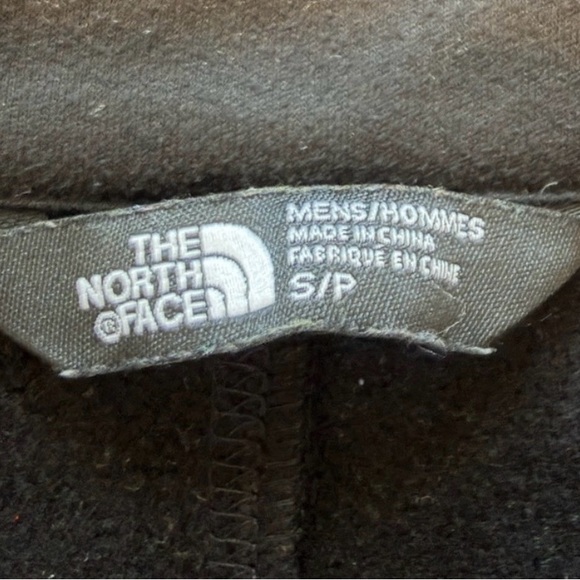 THE
NORTH
®FACE
MENS/HOMMES
MADE IN CHINA
FABRIQUE EN CHINE
S/P